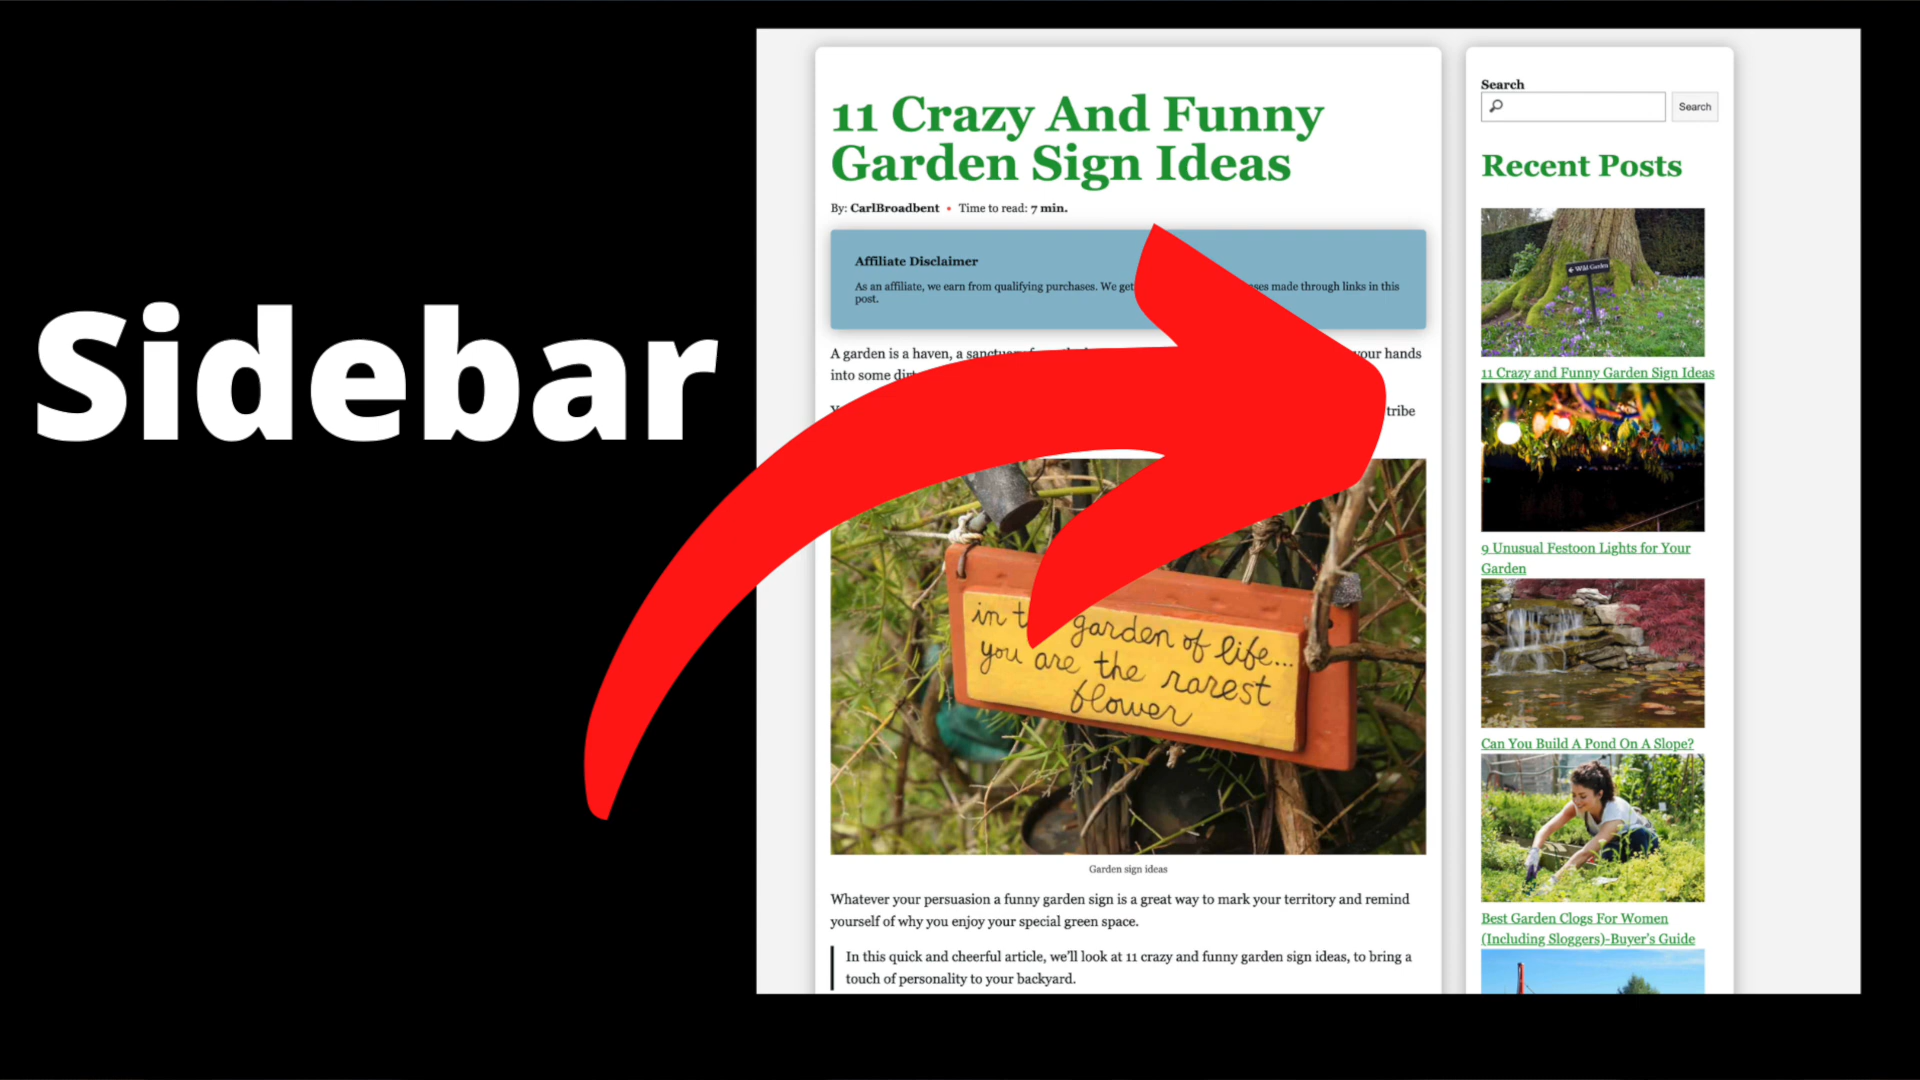 Sidebar
11 Crazy And Funny
Garden Sign Ideas
By: CarlBroadbent • Time to read: 7 min.
Affiliate Disclaimer
As an affiliate, we earn from qualifying purchases. We get made through links in this
post.
A garden is a haven, a your hands
into some
tribe
in garden of life...
you are the rarest
flower
Garden sign ideas
Whatever your persuasion a funny garden sign is a great way to mark your territory and remind
yourself of why you enjoy your special green space.
In this quick and cheerful article, we'll look at 11 crazy and funny garden sign ideas, to bring a
touch of personality to your backyard.
Search
Search
Recent Posts
← Wild Garden
11 Crazy and Funny Garden Sign Ideas
9 Unusual Festoon Lights for Your
Garden
Can You Build A Pond On A Slope?
Best Garden Clogs For Women
(Including Sloggers)-Buyer's Guide